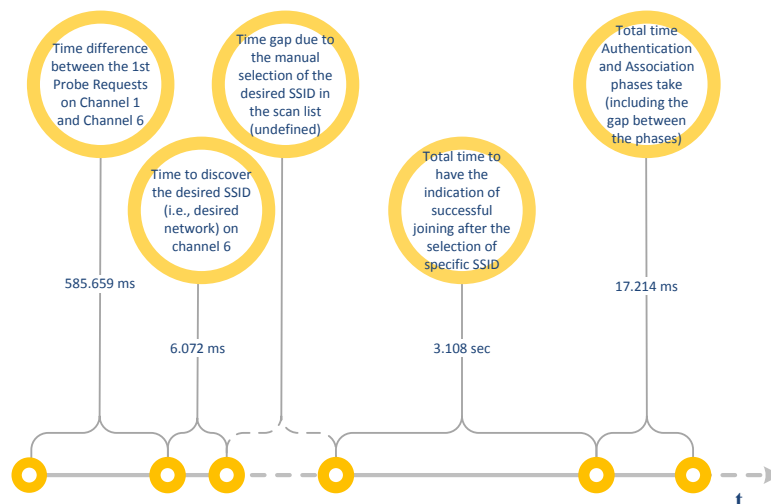 Time difference
between the 1st
Probe Requests
on Channel 1
and Channel 6
Time gap due to
the manual
selection of the
desired SSID in
the scan list
(undefined)
Total time
Authentication
and Association
phases take
(including the
gap between
the phases)
Time to discover
the desired SSID
(i.e., desired
network) on
channel 6
Total time to
have the
indication of
successful
joining after the
selection of
specific SSID
585.659 ms
17.214 ms
6.072 ms
3.108 sec
t